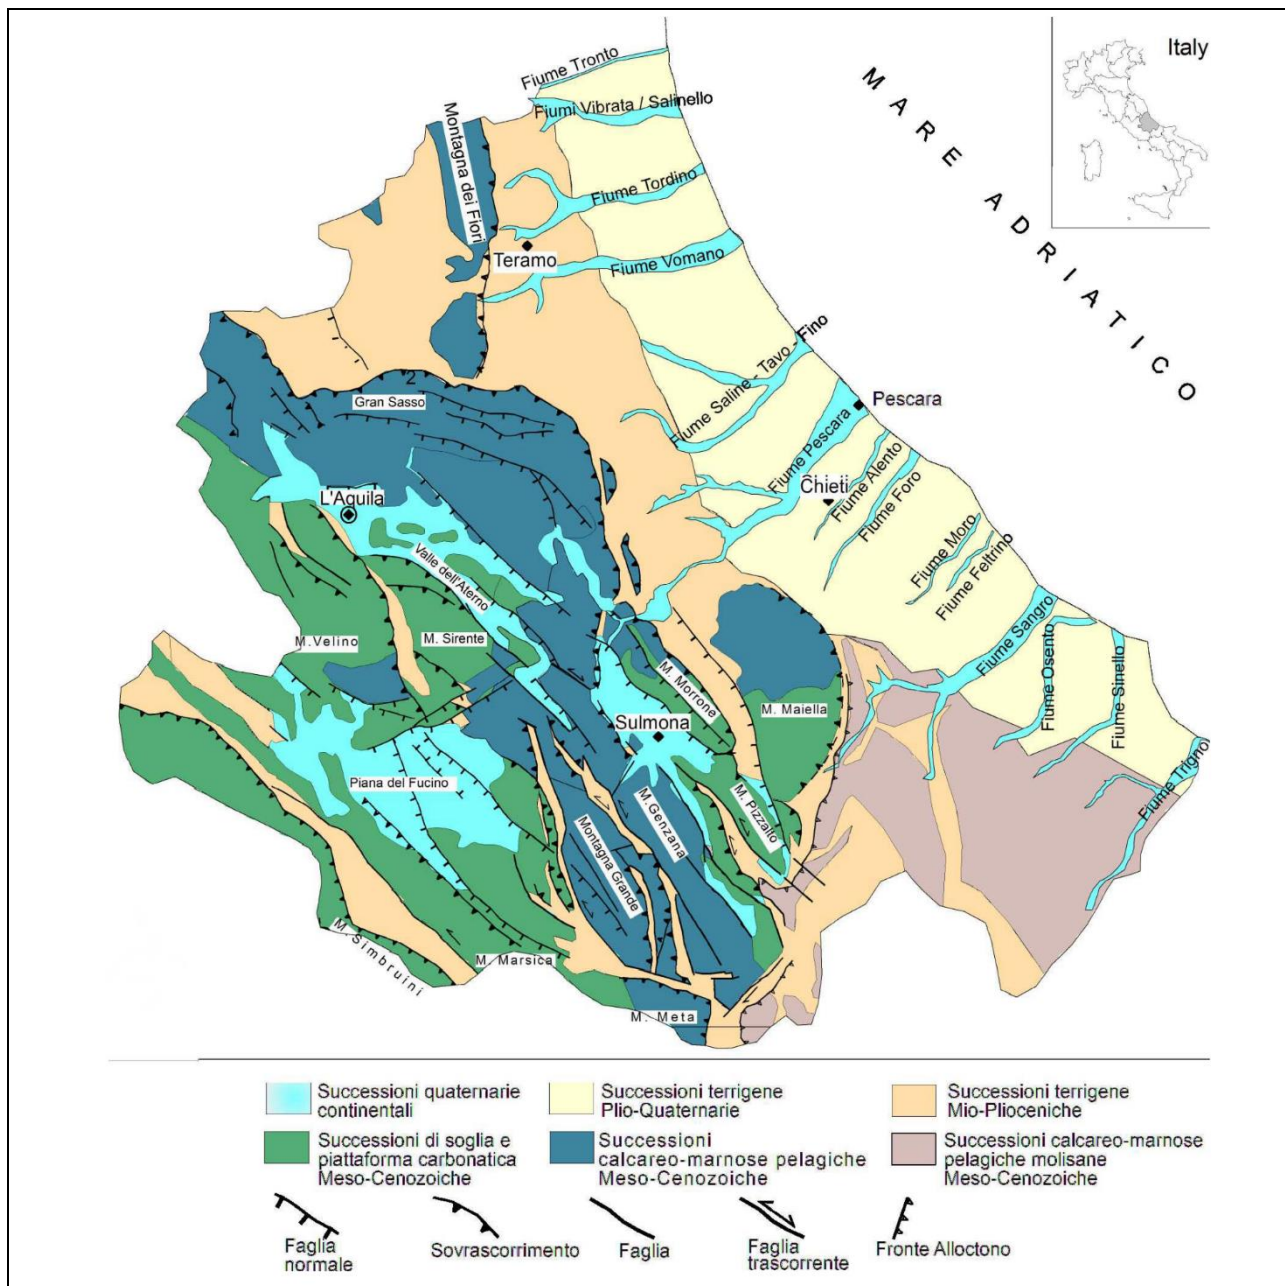 Italy
MARE ADRIATICO
Fiume Tronto
Fiumi Vibrata / Salinello
Montagna dei Fiori
Fiume Tordino
Teramo
Fiume Vomano
Fiume Saline - Tavo - Fino
2
Gran Sasso
Pescara
Fiume Pescara
Chieti
Fiume Alento
Fiume Foro
L'Aquila
Fiume Moro
Fiume Feltrino
Valle dell'Aterno
M.Velino
M. Sirente
Fiume Sangro
Fiume Osento
Fiume Sinello
M. Morrone
M. Maiella
Sulmona
Fiume Trigno
Piana del Fucino
M.Genzana
M. Pizzalto
Montagna Grande
M. Simbruini
M. Marsica
M. Meta
Successioni quaternarie
continentali
Successioni terrigene
Plio-Quaternarie
Successioni terrigene
Mio-Plioceniche
Successioni di soglia e
piattaforma carbonatica
Meso-Cenozoiche
Successioni
calcareo-marnose pelagiche
Meso-Cenozoiche
Successioni calcareo-marnose
pelagiche molisane
Meso-Cenozoiche
Faglia
normale
Sovrascorrimento
Faglia
Faglia
trascorrente
Fronte Alloctono